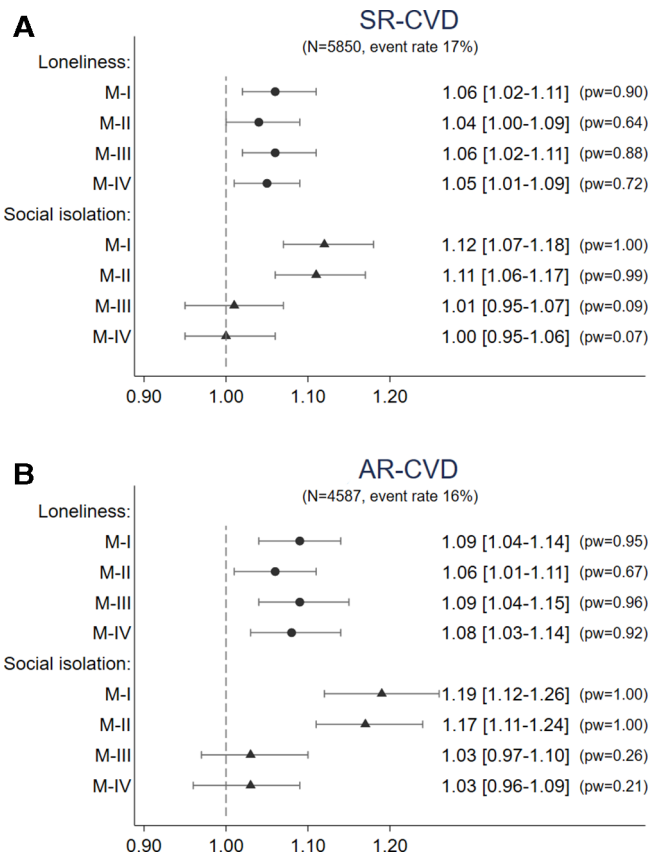 A
SR-CVD
(N=5850, event rate 17%)
Loneliness:
M-I 1.06 [1.02-1.11] (pw=0.90)
M-II 1.04 [1.00-1.09] (pw=0.64)
M-III 1.06 [1.02-1.11] (pw=0.88)
M-IV 1.05 [1.01-1.09] (pw=0.72)
Social isolation:
M-I 1.12 [1.07-1.18] (pw=1.00)
M-II 1.11 [1.06-1.17] (pw=0.99)
M-III 1.01 [0.95-1.07] (pw=0.09)
M-IV 1.00 [0.95-1.06] (pw=0.07)
0.90 1.00 1.10 1.20
B
AR-CVD
(N=4587, event rate 16%)
Loneliness:
M-I 1.09 [1.04-1.14] (pw=0.95)
M-II 1.06 [1.01-1.11] (pw=0.67)
M-III 1.09 [1.04-1.15] (pw=0.96)
M-IV 1.08 [1.03-1.14] (pw=0.92)
Social isolation:
M-I 1.19 [1.12-1.26] (pw=1.00)
M-II 1.17 [1.11-1.24] (pw=1.00)
M-III 1.03 [0.97-1.10] (pw=0.26)
M-IV 1.03 [0.96-1.09] (pw=0.21)
0.90 1.00 1.10 1.20